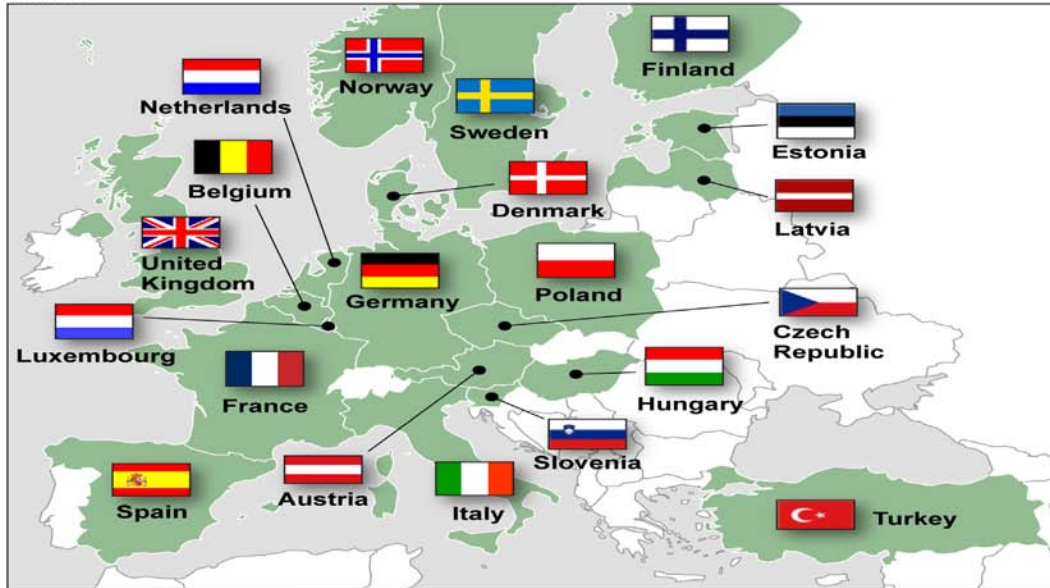 Finland
Norway
Netherlands
Sweden
Estonia
Belgium
Denmark
Latvia
United
Kingdom
Germany
Poland
Luxembourg
Czech
Republic
France
Hungary
Slovenia
Spain
Austria
Italy
Turkey